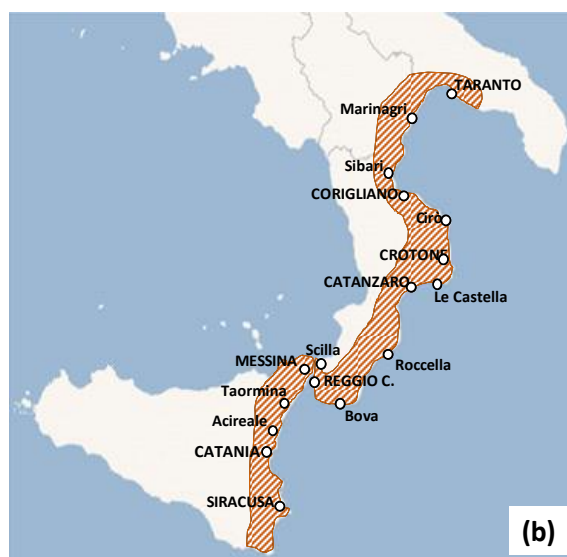 TARANTO
Marinagri
Sibari
CORIGLIANO
Cirò
CROTONE
CATANZARO
Le Castella
Scilla
Roccella
MESSINA
REGGIO C.
Taormina
Bova
Acireale
CATANIA
SIRACUSA
(b)